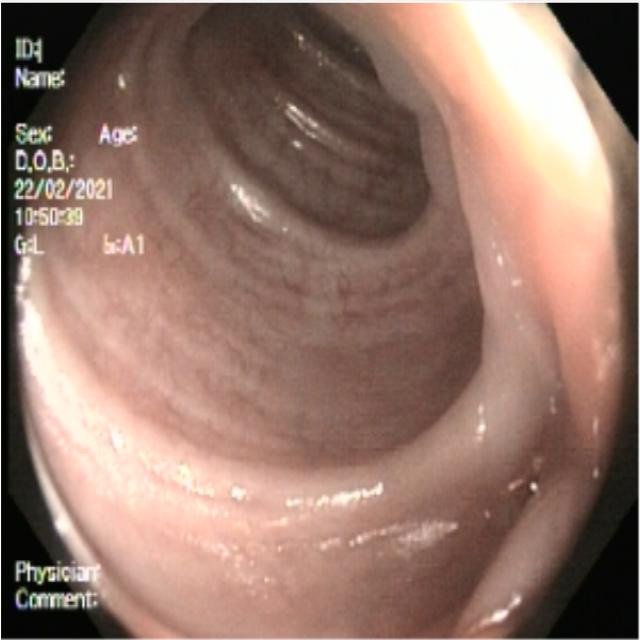 ID:
Name:
Sex: Age:
D.O.B.:
22/02/2021
10:50:39
G:L A1
Physician:
Comment: